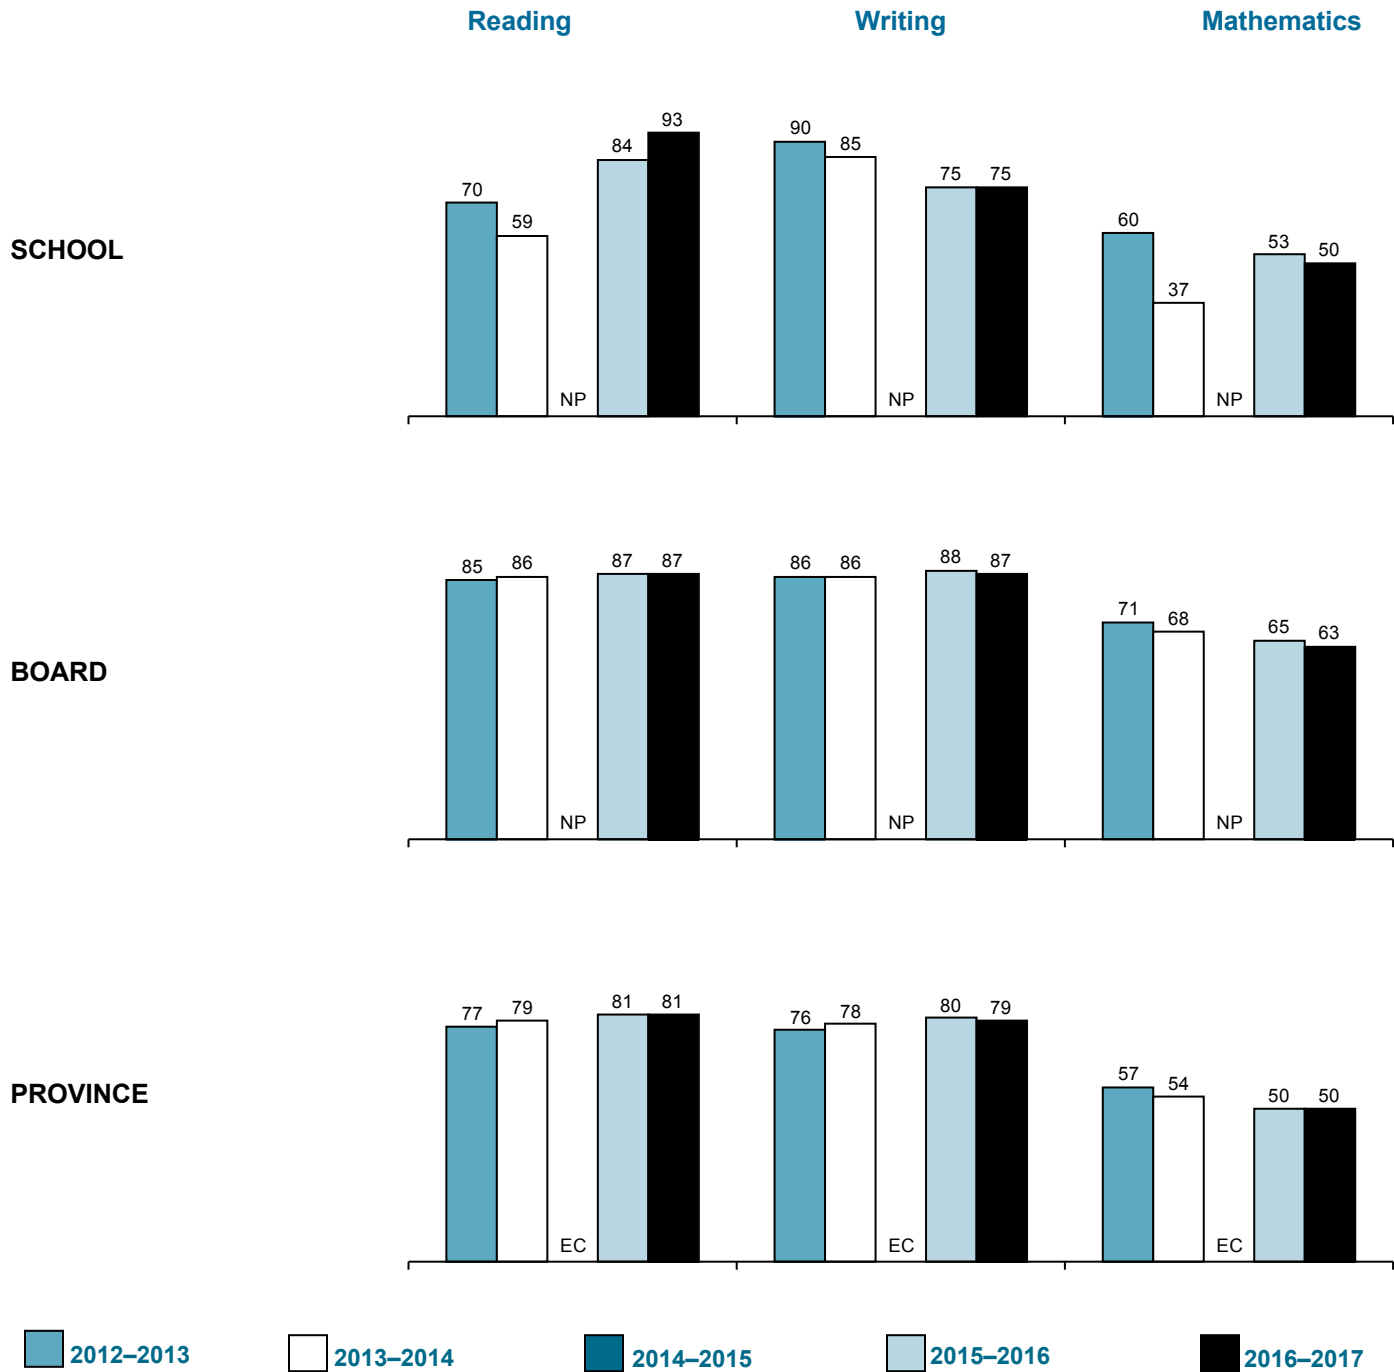 Reading Writing Mathematics
SCHOOL
70 59 NP 84 93 90 85 NP 75 75 60 37 NP 53 50
BOARD
85 86 NP 87 87 86 86 NP 88 87 71 68 NP 65 63
PROVINCE
77 79 EC 81 81 76 78 EC 80 79 57 54 EC 50 50
2012–2013 2013–2014 2014–2015 2015–2016 2016–2017